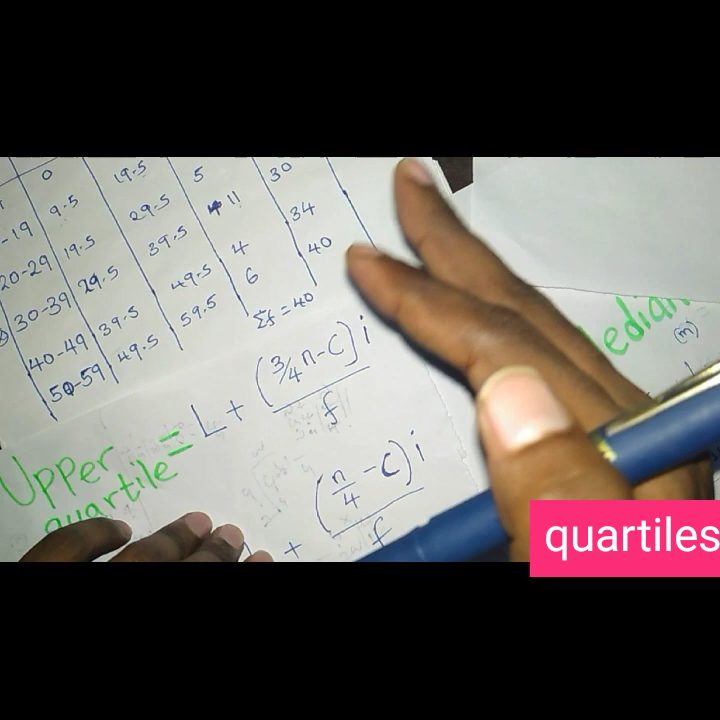 0 19.5 5 30
-19 9.5 29.5 11 34
20-29 19.5 39.5 4 40
30-39 29.5 49.5 6
40-49 39.5 59.5 Σf = 40
50-59 49.5
Upper quartile = L + (3/4n - C) i / f
+ (n/4 - C) i / f
edian
(m)
quartiles